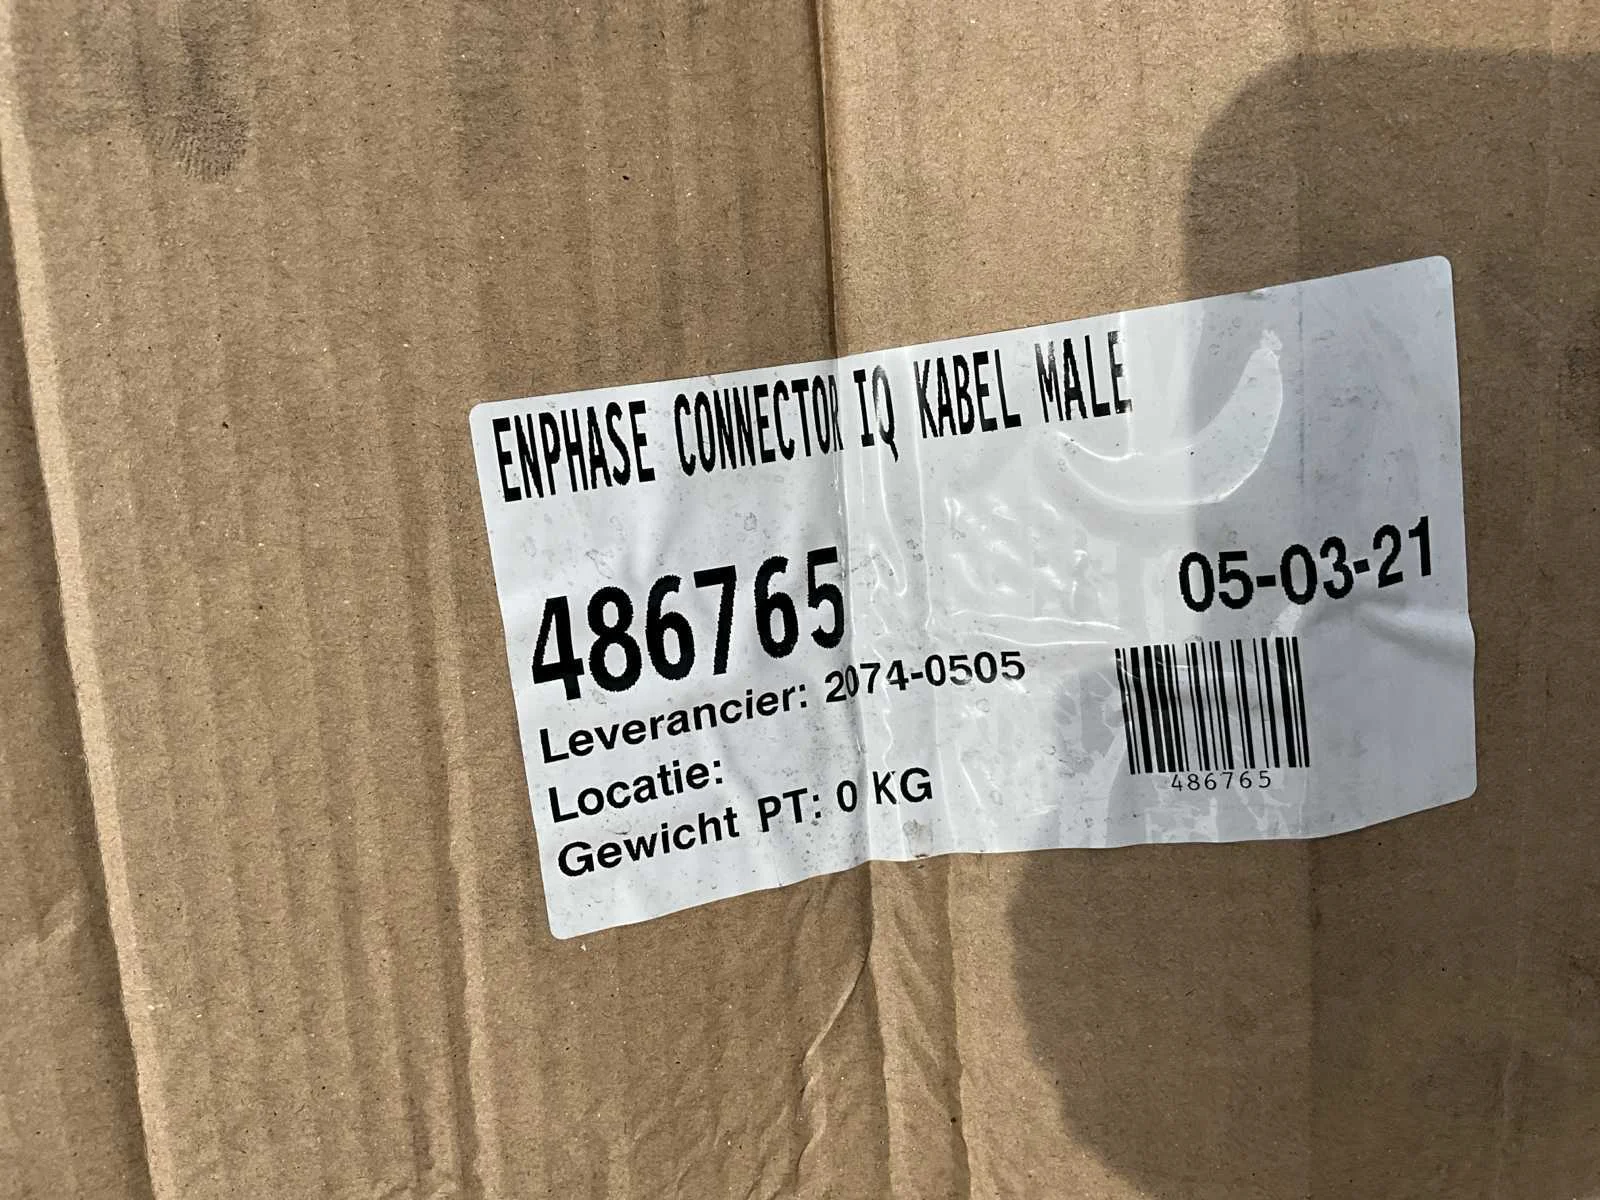 ENPHASE CONNECTOR IQ KABEL MALE
486765
05-03-21
Leverancier: 2074-0505
Locatie:
Gewicht PT: 0 KG
486765